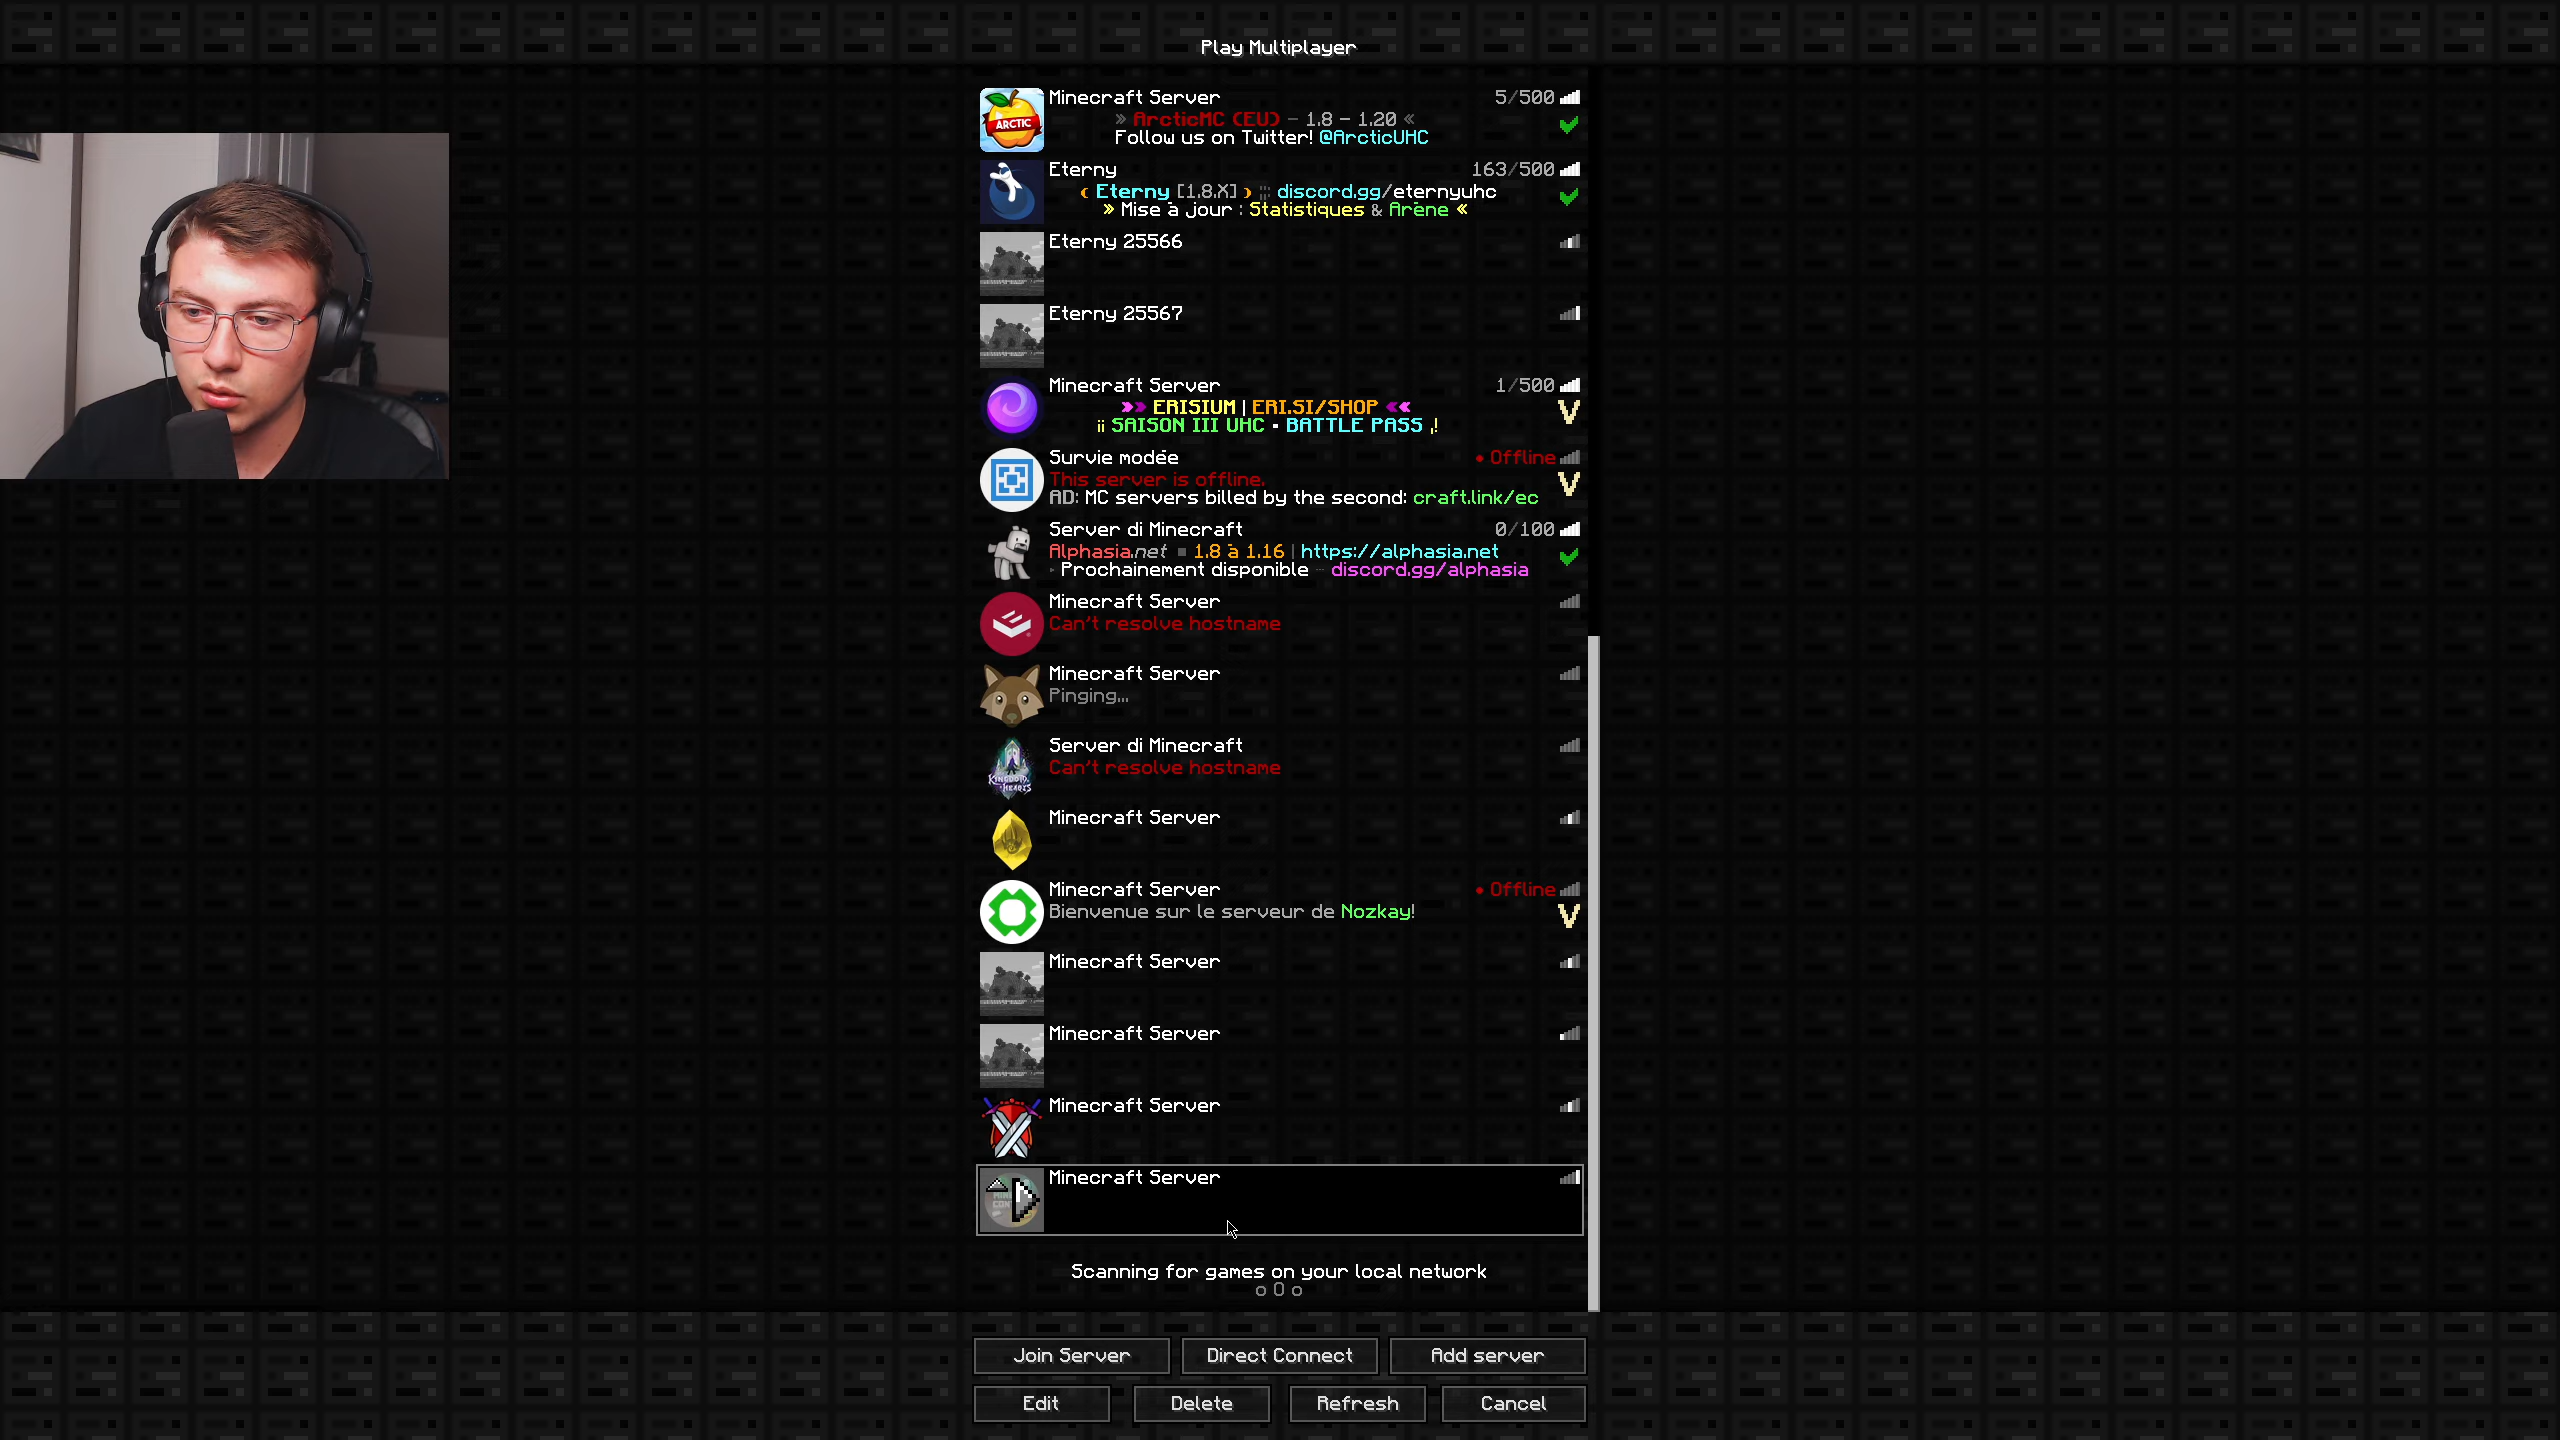 Play Multiplayer
Minecraft Server 5/500
» ArcticMC (EU) - 1.8 - 1.20 «
ARCTIC
Follow us on Twitter! @ArcticUHC
Eterny 163/500
Eterny [1.8.X] discord.gg/eternyuhc
» Mise à jour : Statistiques & Arène «
Eterny 25566
Eterny 25567
Minecraft Server 1/500
»» ERISIUM | ERI.SI/SHOP ««
¡¡ SAISON III UHC • BATTLE PASS ¡!
Survie modée • Offline
This server is offline.
AD: MC servers billed by the second: craft.link/ec
Server di Minecraft 0/100
Alphasia.net ■ 1.8 à 1.16 | https://alphasia.net
Prochainement disponible - discord.gg/alphasia
Minecraft Server
Can't resolve hostname
Minecraft Server
Pinging...
Server di Minecraft
Can't resolve hostname
Minecraft Server
Minecraft Server • Offline
Bienvenue sur le serveur de Nozkay!
Minecraft Server
Minecraft Server
Minecraft Server
Minecraft Server
Scanning for games on your local network
o O o
Join Server Direct Connect Add server
Edit Delete Refresh Cancel